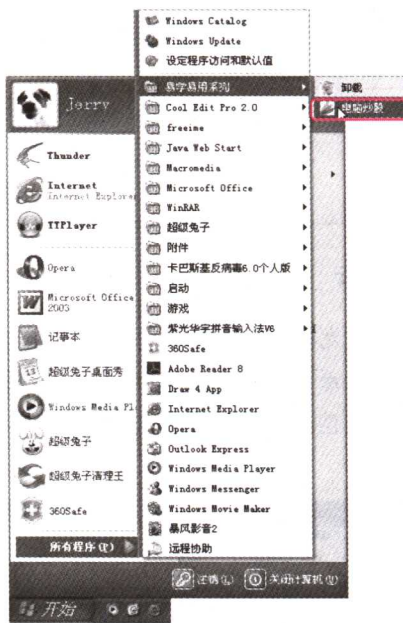 Windows Catalog
Windows Update
设定程序访问和默认值
易学易用系列
Cool Edit Pro 2.0
freeime
Java Web Start
Macromedia
Microsoft Office
WinRAR
超级兔子
附件
卡巴斯基反病毒6.0个人版
启动
游戏
紫光华宇拼音输入法V6
360Safe
Adobe Reader 8
Draw 4 App
Internet Explorer
Opera
Outlook Express
Windows Media Player
Windows Messenger
Windows Movie Maker
暴风影音2
远程协助
卸载
Jerry
Thunder
Internet
Internet Explorer
TTPlayer
Opera
Microsoft Office
2003
记事本
超级兔子桌面秀
Windows Media Pl
超级兔子
超级兔子清理王
360Safe
所有程序(P)
注销(L)
关闭计算机(U)
开始